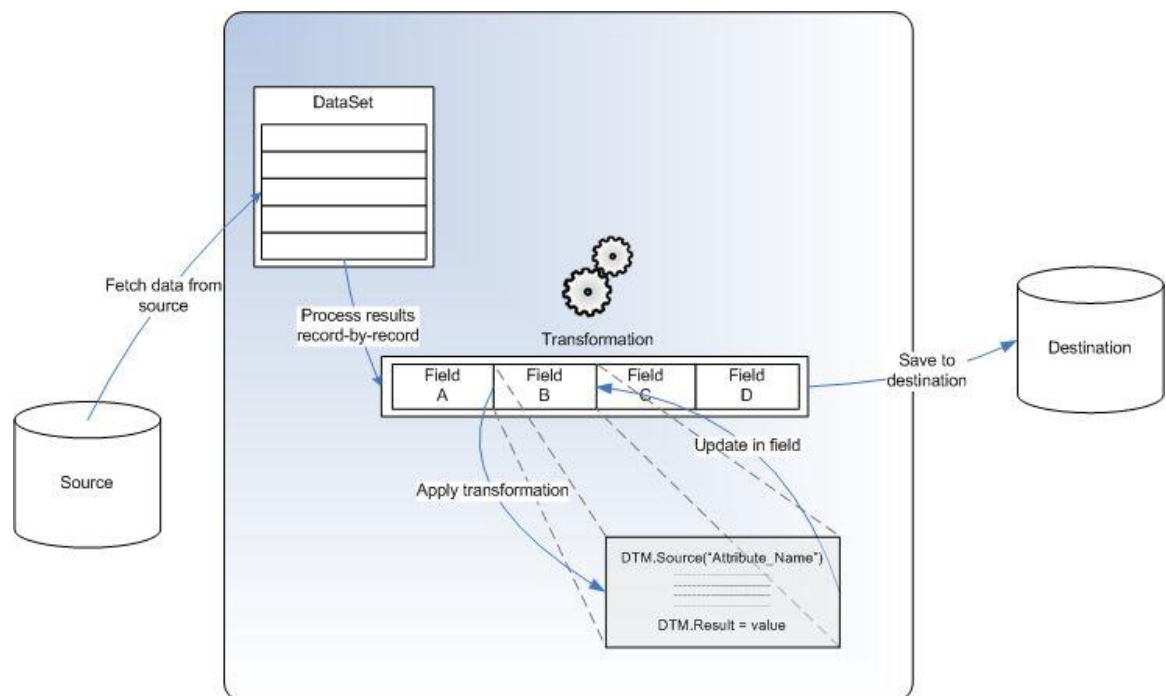 DataSet
Fetch data from
source
Process results
record-by-record
Transformation
Field
A
Field
B
Field
C
Field
D
Save to
destination
Destination
Source
Update in field
Apply transformation
DTM.Source(“Attribute_Name”)
DTM.Result = value